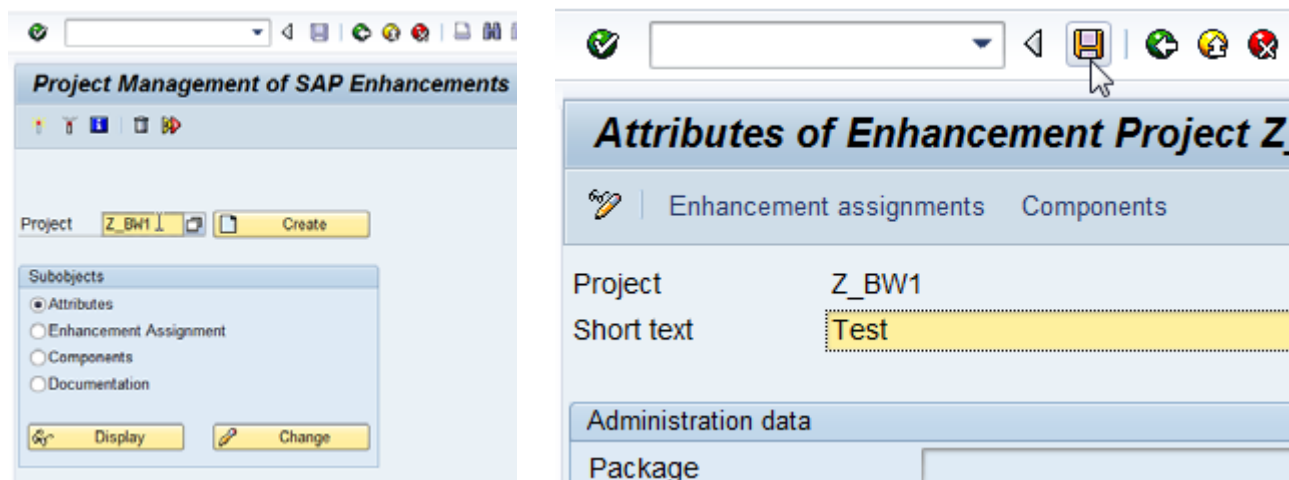 Project Management of SAP Enhancements
Project Z_BW1 Create
Subobjects
Attributes
Enhancement Assignment
Components
Documentation
Display Change
Attributes of Enhancement Project Z_
Enhancement assignments Components
Project Z_BW1
Short text Test
Administration data
Package